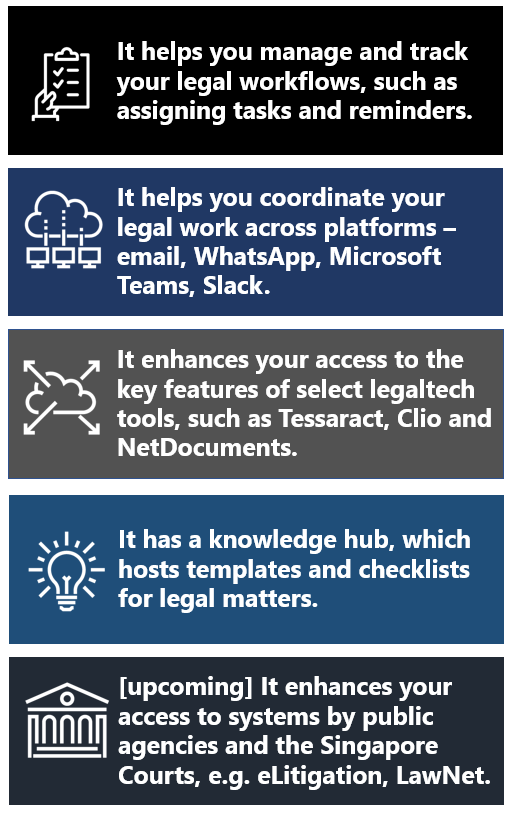 It helps you manage and track
your legal workflows, such as
assigning tasks and reminders.
It helps you coordinate your
legal work across platforms –
email, WhatsApp, Microsoft
Teams, Slack.
It enhances your access to the
key features of select legaltech
tools, such as Tessaract, Clio and
NetDocuments.
It has a knowledge hub, which
hosts templates and checklists
for legal matters.
[upcoming] It enhances your
access to systems by public
agencies and the Singapore
Courts, e.g. eLitigation, LawNet.